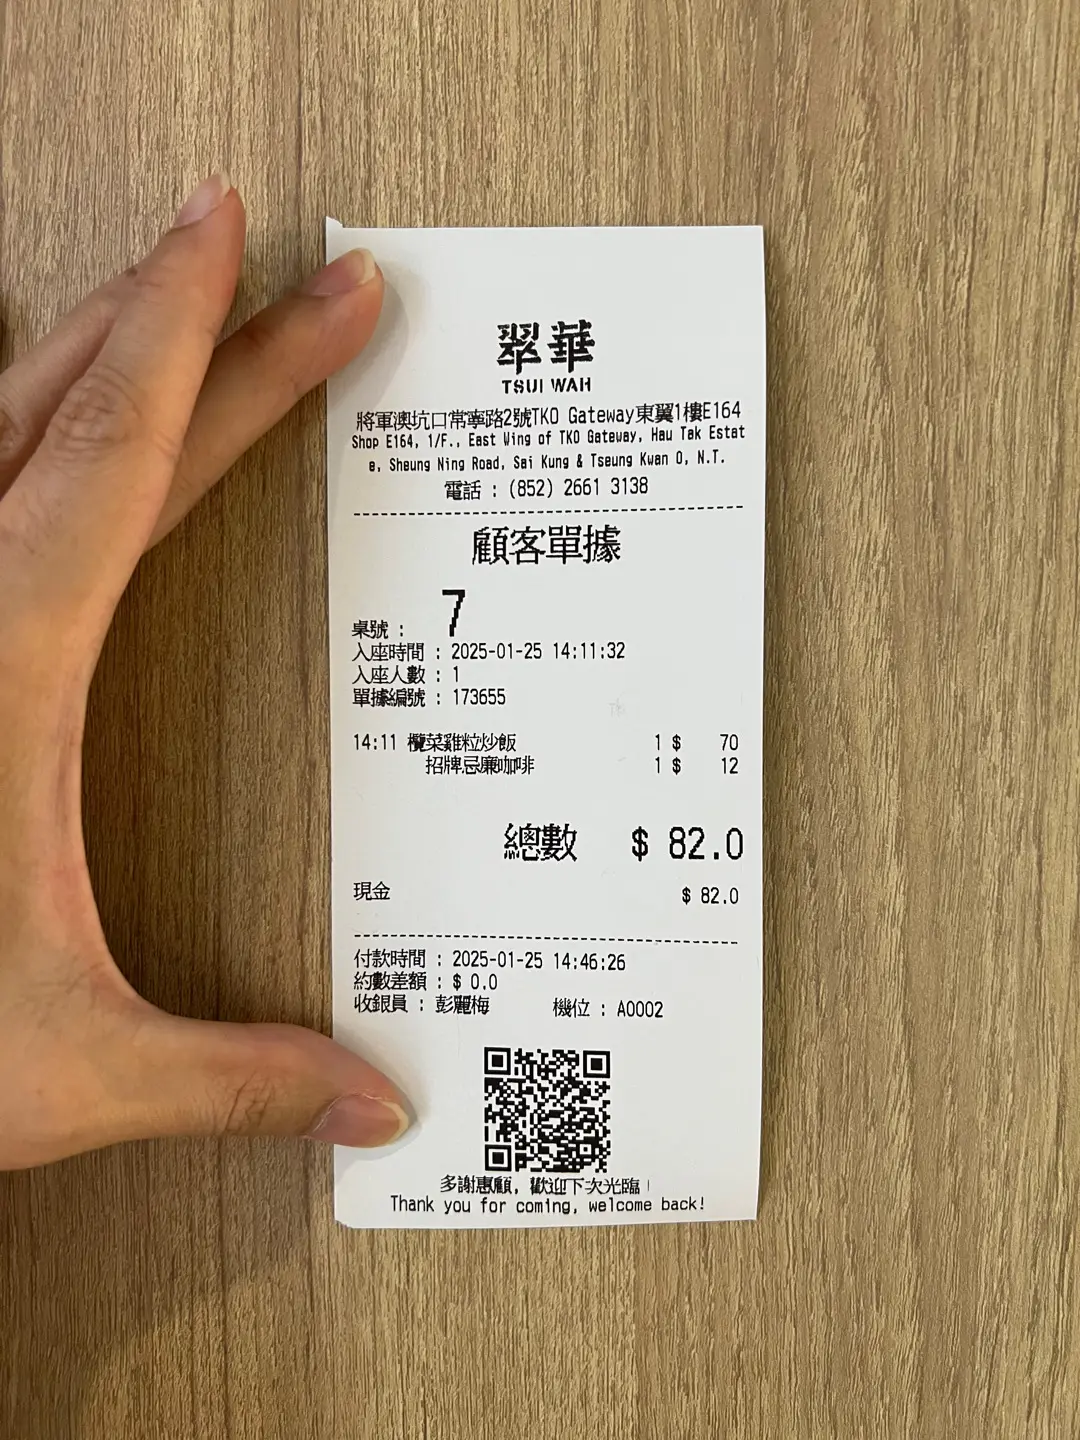 翠華
TSUI WAH
將軍澳坑口常寧路2號TKO Gateway東翼1樓E164
Shop E164, 1/F., East Wing of TKO Gateway, Hau Tak Estat
e, Sheung Ning Road, Sai Kung & Tseung Kwan O, N.T.
電話 : (852) 2661 3138
顧客單據
桌號 : 7
入座時間 : 2025-01-25 14:11:32
入座人數 : 1
單據編號 : 173655
14:11 欖菜雞粒炒飯 1 $ 70
招牌忌廉咖啡 1 $ 12
總數 $ 82.0
現金 $ 82.0
付款時間 : 2025-01-25 14:46:26
約數差額 : $ 0.0
收銀員 : 彭麗梅 機位 : A0002
多謝惠顧, 歡迎下次光臨!
Thank you for coming, welcome back!